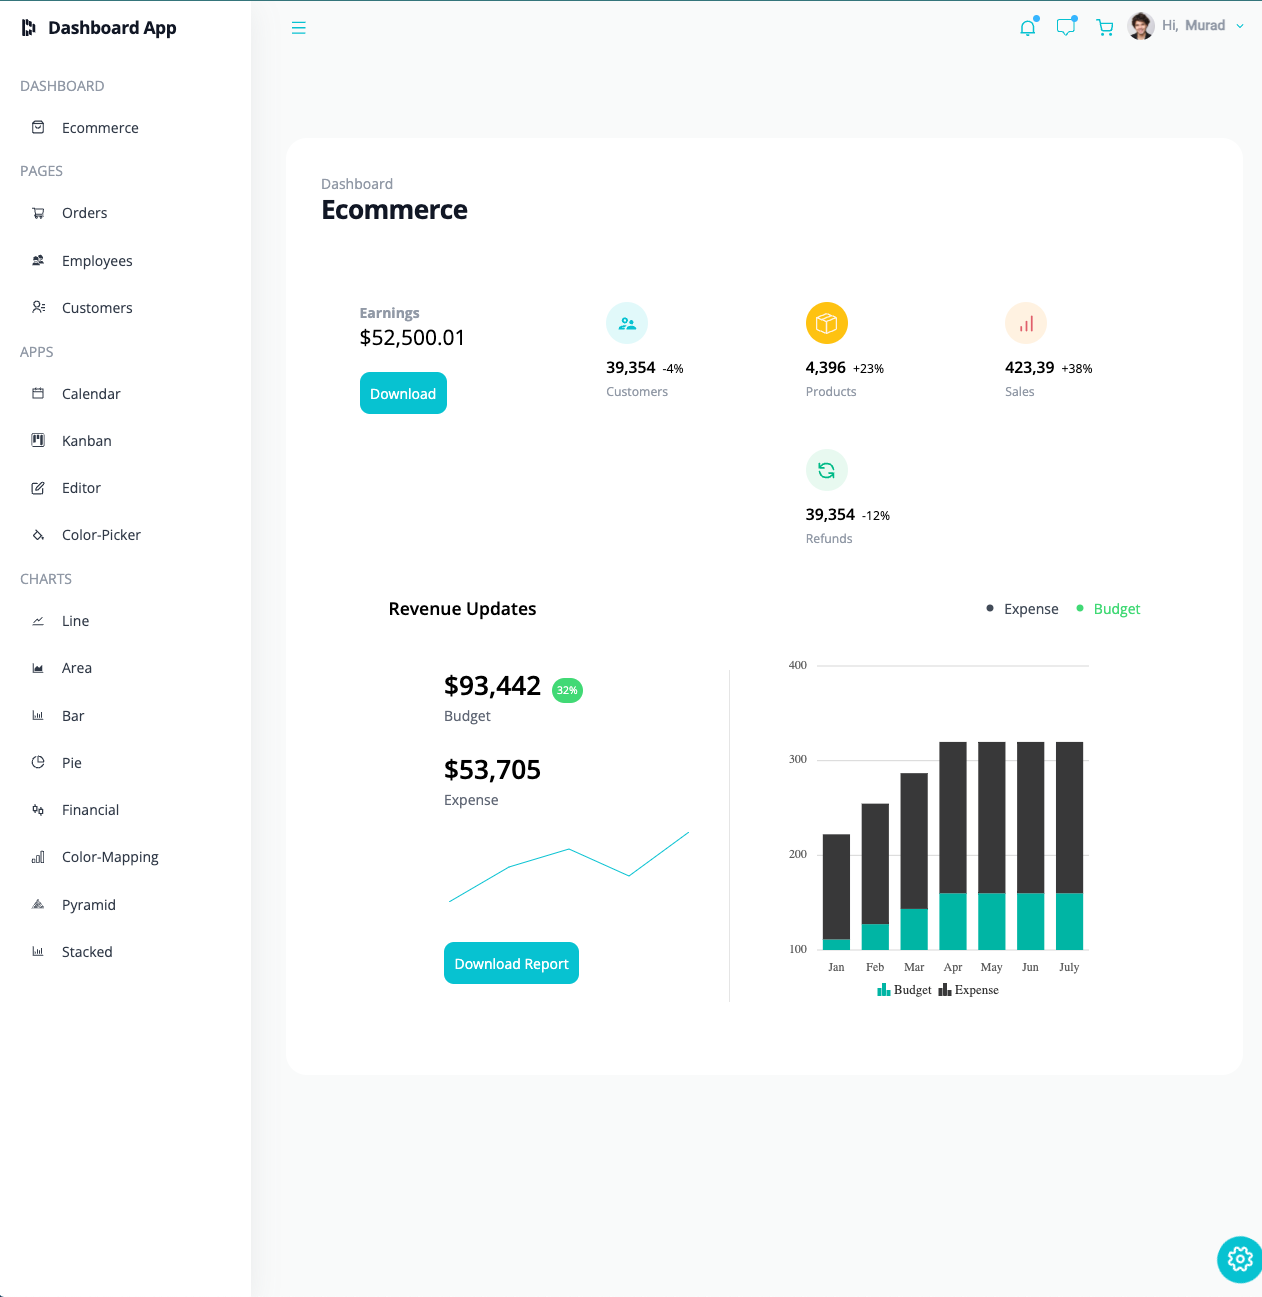 Dashboard App
Hi, Murad
DASHBOARD
Ecommerce
PAGES
Orders
Employees
Customers
APPS
Calendar
Kanban
Editor
Color-Picker
CHARTS
Line
Area
Bar
Pie
Financial
Color-Mapping
Pyramid
Stacked
Dashboard
Ecommerce
Earnings
$52,500.01
Download
39,354 -4%
Customers
4,396 +23%
Products
423,39 +38%
Sales
39,354 -12%
Refunds
Revenue Updates
Expense Budget
$93,442 32%
Budget
$53,705
Expense
Download Report
400
300
200
100
Jan Feb Mar Apr May Jun July
Budget Expense